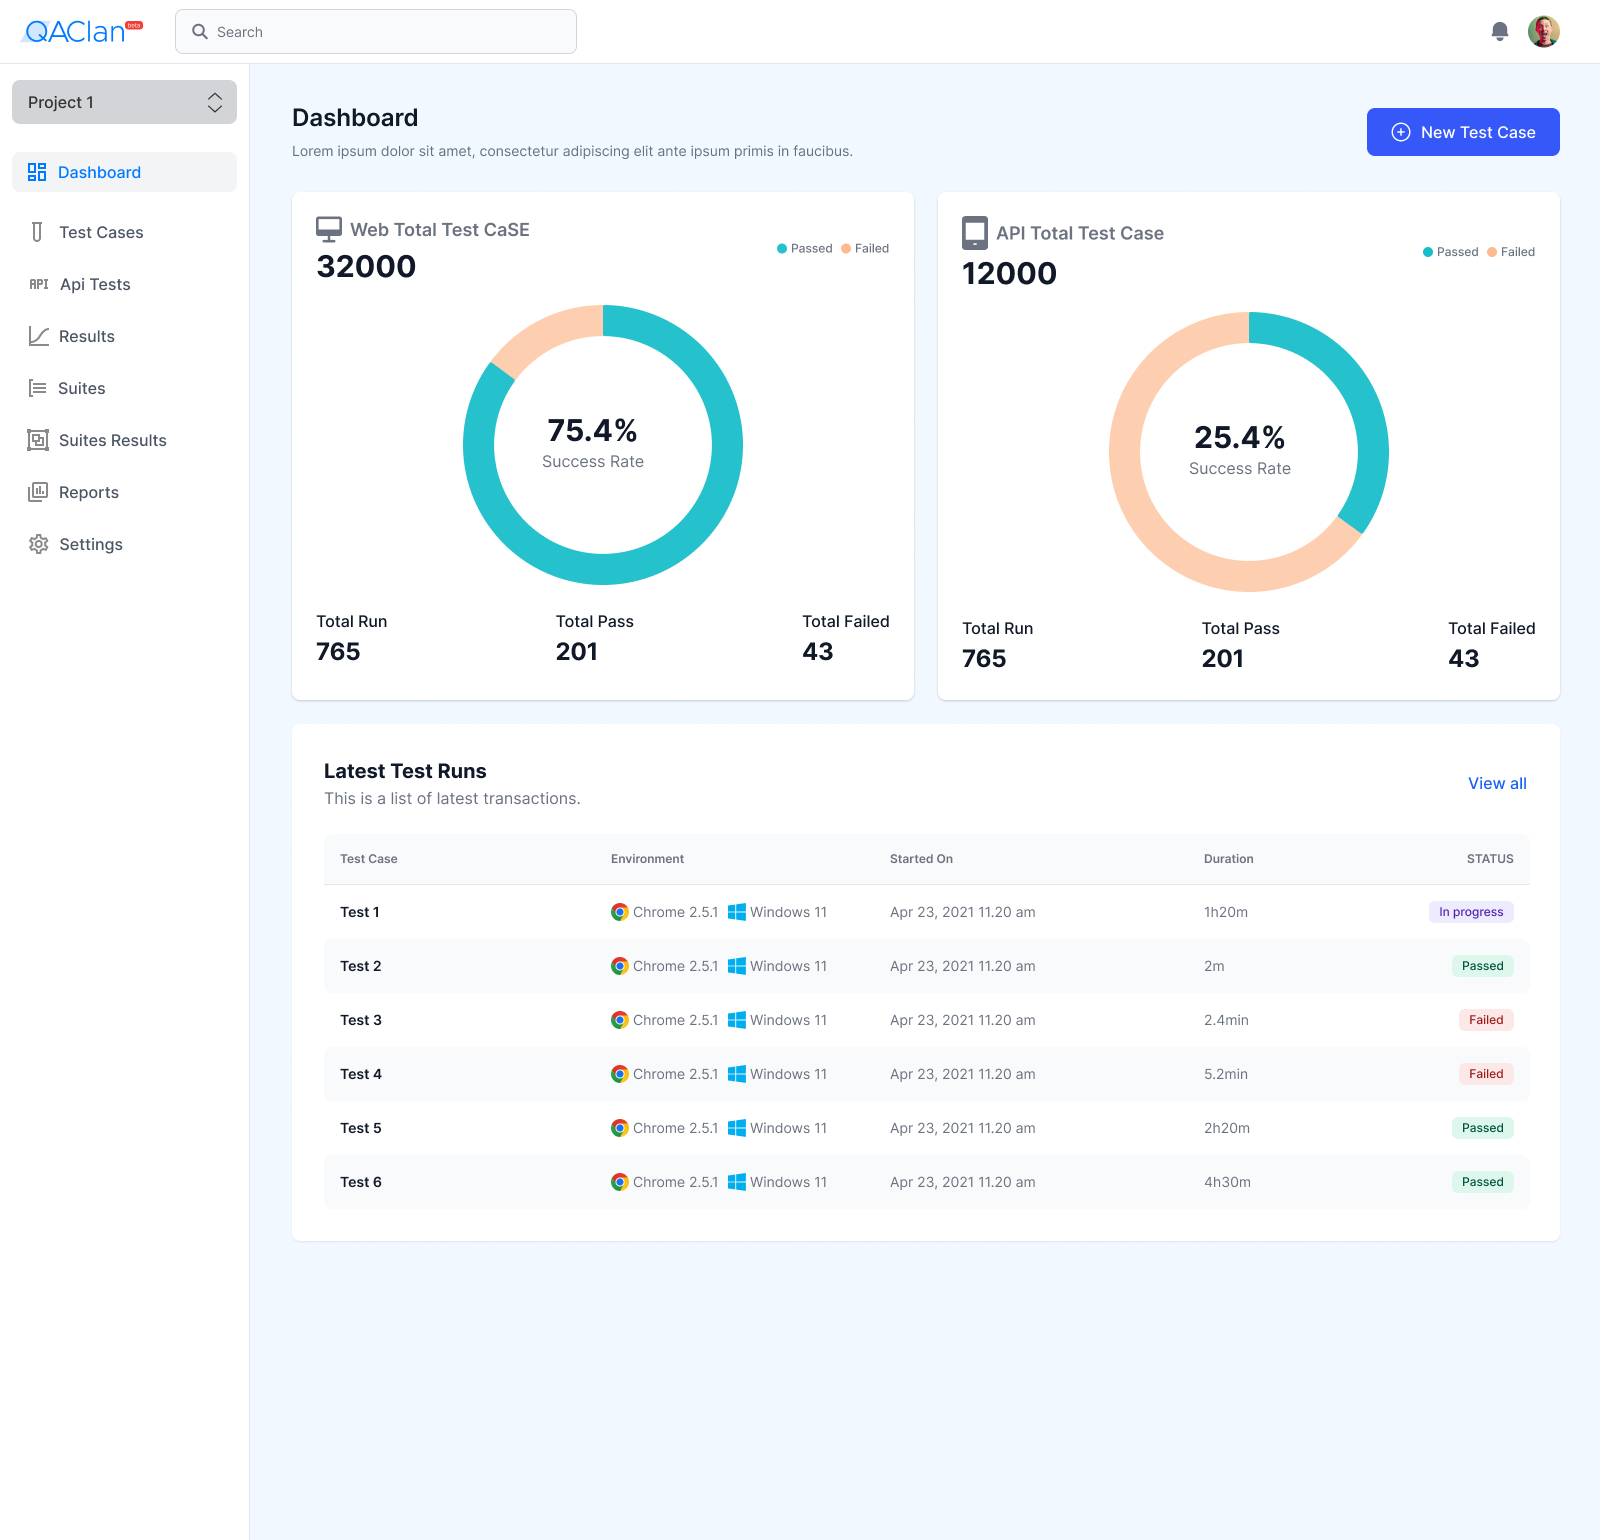 QAClan beta
Search
Project 1
Dashboard
Test Cases
API Api Tests
Results
Suites
Suites Results
Reports
Settings
Dashboard
Lorem ipsum dolor sit amet, consectetur adipiscing elit ante ipsum primis in faucibus.
New Test Case
Web Total Test CaSE
32000
Passed Failed
75.4%
Success Rate
Total Run Total Pass Total Failed
765 201 43
API Total Test Case
12000
Passed Failed
25.4%
Success Rate
Total Run Total Pass Total Failed
765 201 43
Latest Test Runs
This is a list of latest transactions.
View all
Test Case Environment Started On Duration STATUS
Test 1 Chrome 2.5.1 Windows 11 Apr 23, 2021 11.20 am 1h20m In progress
Test 2 Chrome 2.5.1 Windows 11 Apr 23, 2021 11.20 am 2m Passed
Test 3 Chrome 2.5.1 Windows 11 Apr 23, 2021 11.20 am 2.4min Failed
Test 4 Chrome 2.5.1 Windows 11 Apr 23, 2021 11.20 am 5.2min Failed
Test 5 Chrome 2.5.1 Windows 11 Apr 23, 2021 11.20 am 2h20m Passed
Test 6 Chrome 2.5.1 Windows 11 Apr 23, 2021 11.20 am 4h30m Passed